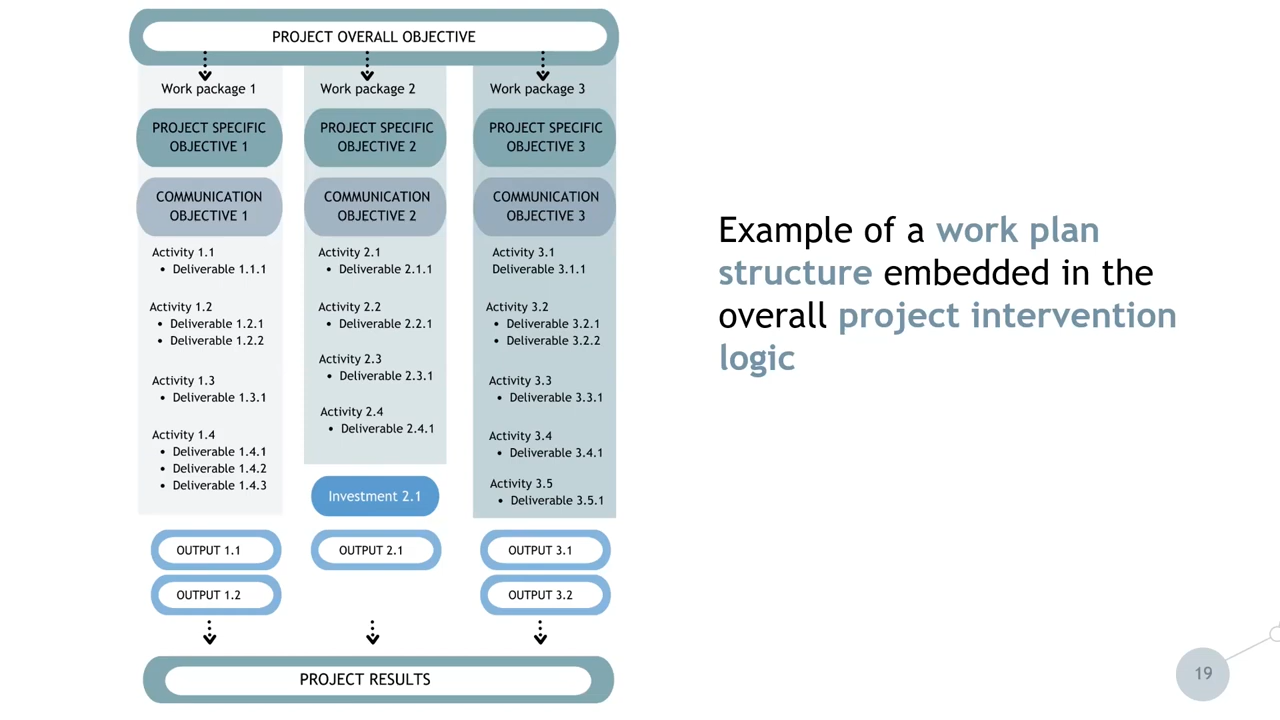 PROJECT OVERALL OBJECTIVE
Work package 1
PROJECT SPECIFIC
OBJECTIVE 1
COMMUNICATION
OBJECTIVE 1
Activity 1.1
• Deliverable 1.1.1
Activity 1.2
• Deliverable 1.2.1
• Deliverable 1.2.2
Activity 1.3
• Deliverable 1.3.1
Activity 1.4
• Deliverable 1.4.1
• Deliverable 1.4.2
• Deliverable 1.4.3
OUTPUT 1.1
OUTPUT 1.2
Work package 2
PROJECT SPECIFIC
OBJECTIVE 2
COMMUNICATION
OBJECTIVE 2
Activity 2.1
• Deliverable 2.1.1
Activity 2.2
• Deliverable 2.2.1
Activity 2.3
• Deliverable 2.3.1
Activity 2.4
• Deliverable 2.4.1
Investment 2.1
OUTPUT 2.1
Work package 3
PROJECT SPECIFIC
OBJECTIVE 3
COMMUNICATION
OBJECTIVE 3
Activity 3.1
Deliverable 3.1.1
Activity 3.2
• Deliverable 3.2.1
• Deliverable 3.2.2
Activity 3.3
• Deliverable 3.3.1
Activity 3.4
• Deliverable 3.4.1
Activity 3.5
• Deliverable 3.5.1
OUTPUT 3.1
OUTPUT 3.2
PROJECT RESULTS
Example of a work plan
structure embedded in the
overall project intervention
logic
19